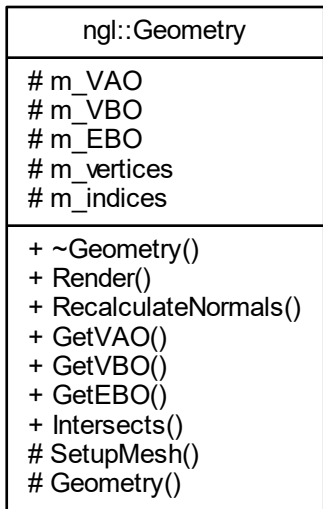 ngl::Geometry
# m_VAO
# m_VBO
# m_EBO
# m_vertices
# m_indices
+ ~Geometry()
+ Render()
+ RecalculateNormals()
+ GetVAO()
+ GetVBO()
+ GetEBO()
+ Intersects()
# SetupMesh()
# Geometry()